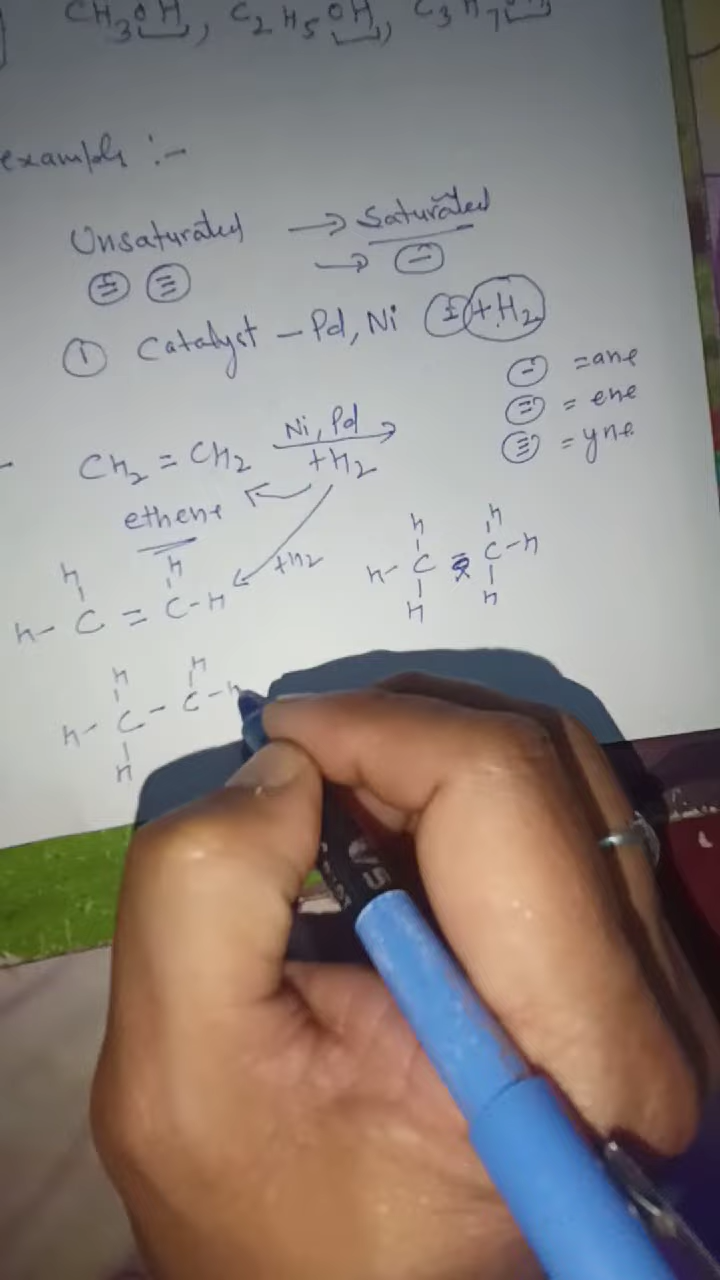 CH3OH, C2H5OH, C3H7
example :-
Unsaturated → Saturated
= ≡ → -
① Catalyst - Pd, Ni +H2
- = ane
= = ene
≡ = yne
CH2 = CH2 Ni, Pd +H2 →
ethene
+H2
H H
H- C = C-H
H H
H- C C-H
H H
H H
H- C - C -H
H